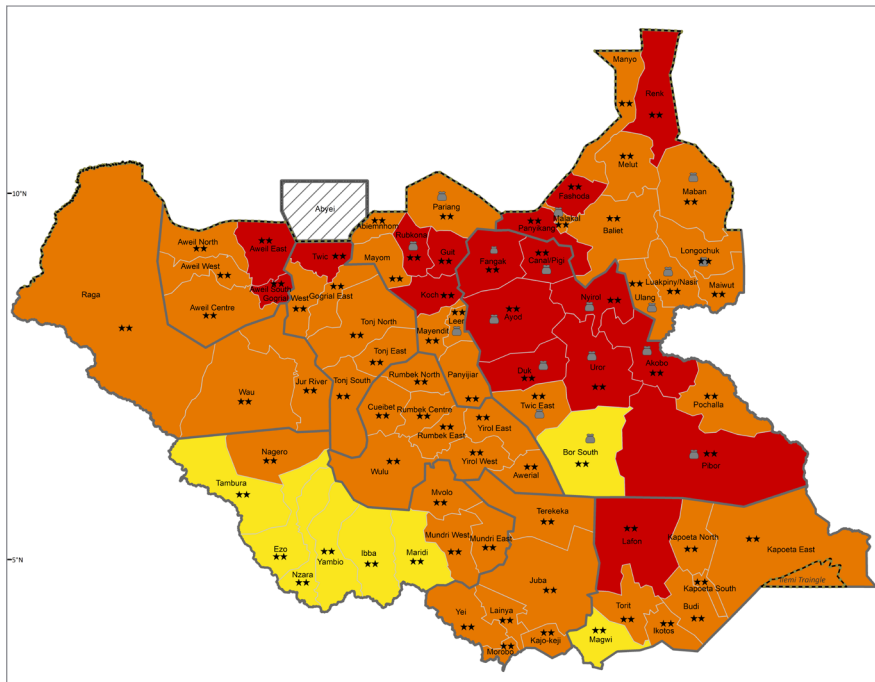 Manyo
Renk
10°N
Melut
Fashoda
Maban
Pariang
Abyei
Malakal
Panyikang
Baliet
Abiemnhom
Aweil North
Aweil East
Rubkona
Guit
Canal/Pigi
Fangak
Longochuk
Twic
Mayom
Aweil West
Luakpiny/Nasir
Maiwut
Aweil South
Gogrial West
Gogrial East
Koch
Nyirol
Ulang
Raga
Aweil Centre
Leer
Ayod
Tonj North
Mayendit
Tonj East
Uror
Akobo
Duk
Rumbek North
Panyijiar
Jur River
Tonj South
Wau
Twic East
Pochalla
Cueibet
Rumbek Centre
Yirol East
Rumbek East
Bor South
Nagero
Yirol West
Pibor
Awerial
Wulu
Tambura
Mvolo
Terekeka
Lafon
Mundri West
Mundri East
Kapoeta North
Kapoeta East
5°N
Ezo
Yambio
Ibba
Maridi
Nzara
Ilemi Traingle
Juba
Kapoeta South
Yei
Lainya
Torit
Budi
Ikotos
Magwi
Kajo-keji
Morobo